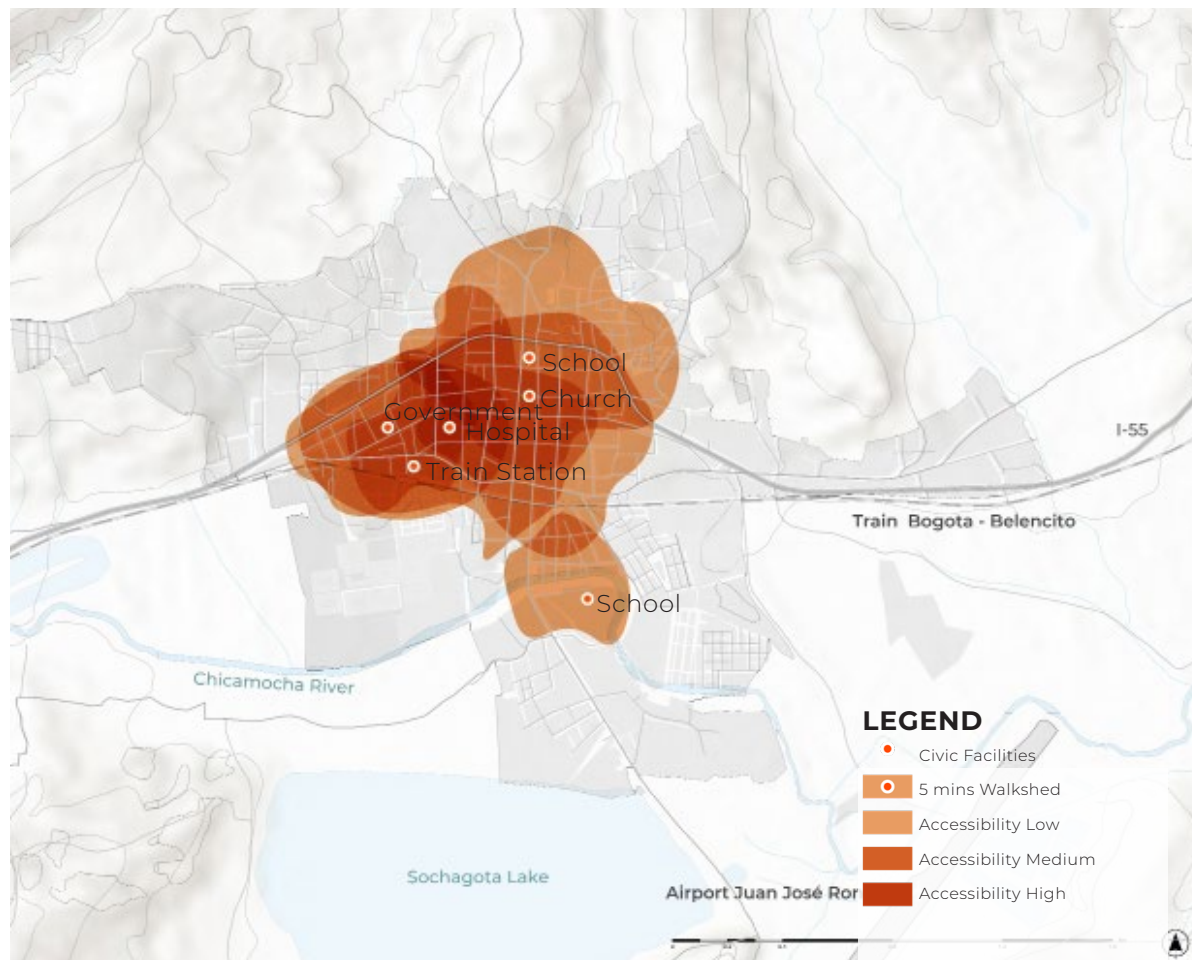 School
Church
Government
Hospital
Train Station
I-55
Train Bogota - Belencito
School
Chicamocha River
LEGEND
Civic Facilities
5 mins Walkshed
Accessibility Low
Accessibility Medium
Accessibility High
Sochagota Lake
Airport Juan José Ror